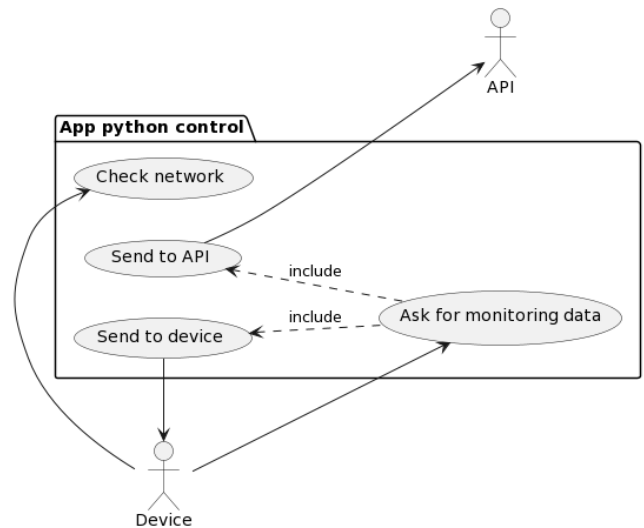 API
App python control
Check network
Send to API
include
Ask for monitoring data
include
Send to device
Device